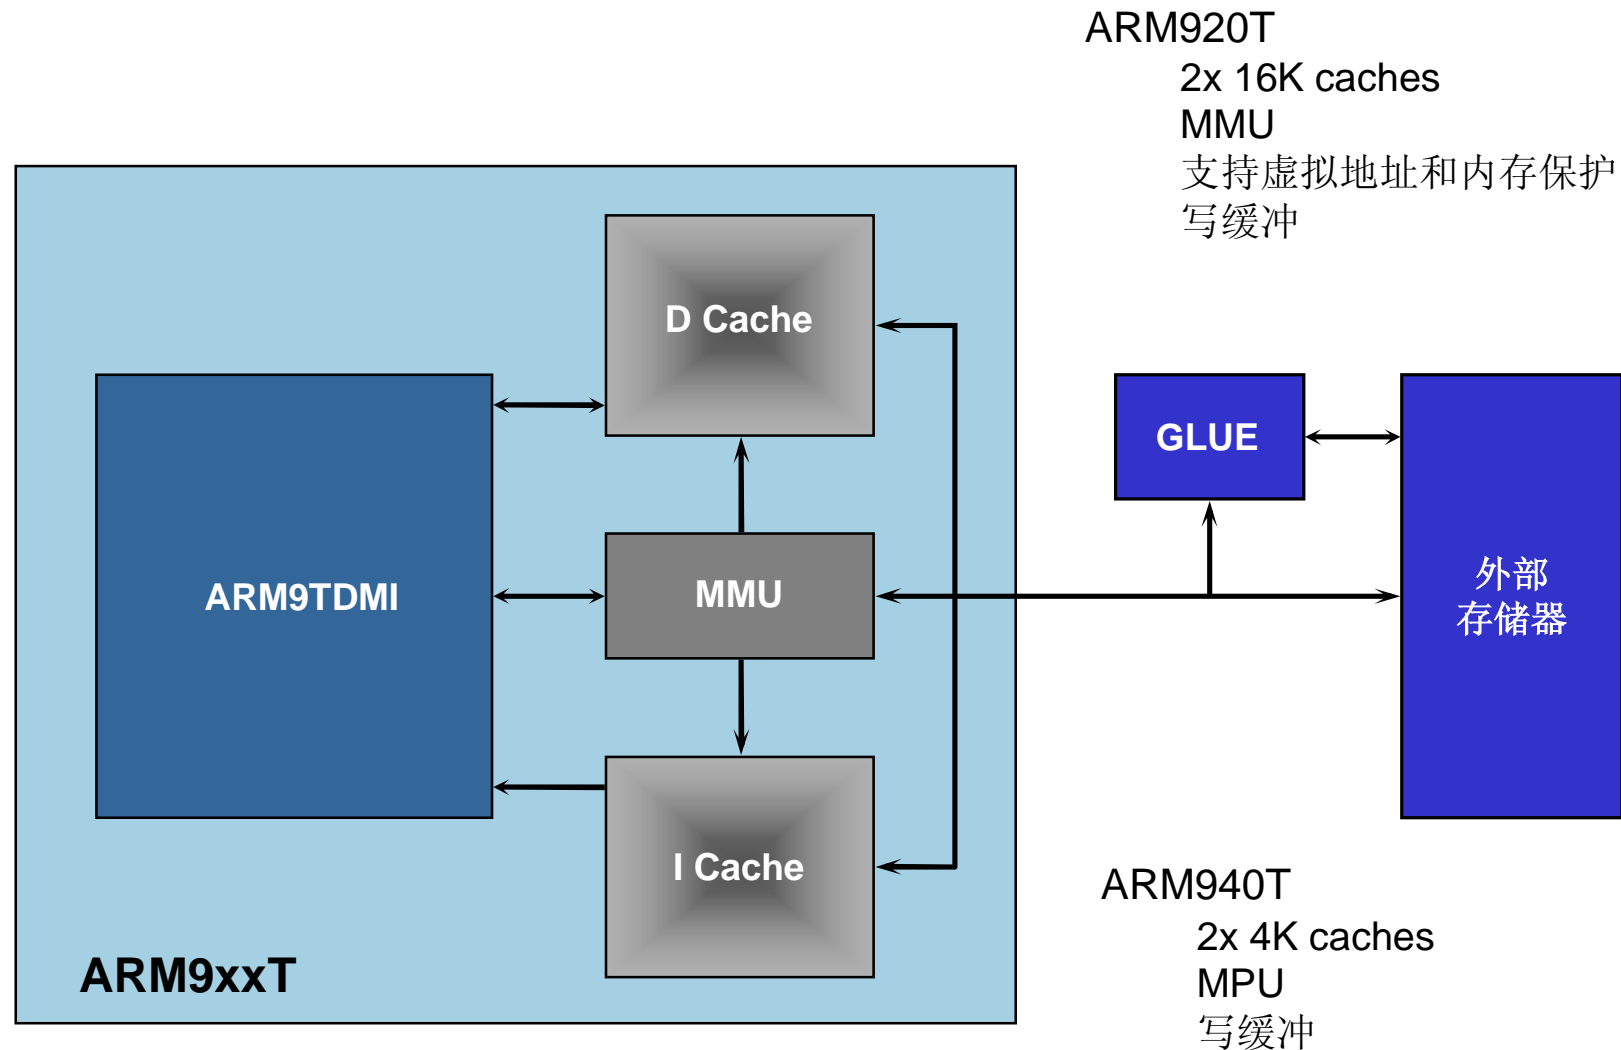 ARM920T
2x 16K caches
MMU
支持虚拟地址和内存保护
写缓冲
D Cache
GLUE
ARM9TDMI
MMU
外部
存储器
I Cache
ARM9xxT
ARM940T
2x 4K caches
MPU
写缓冲